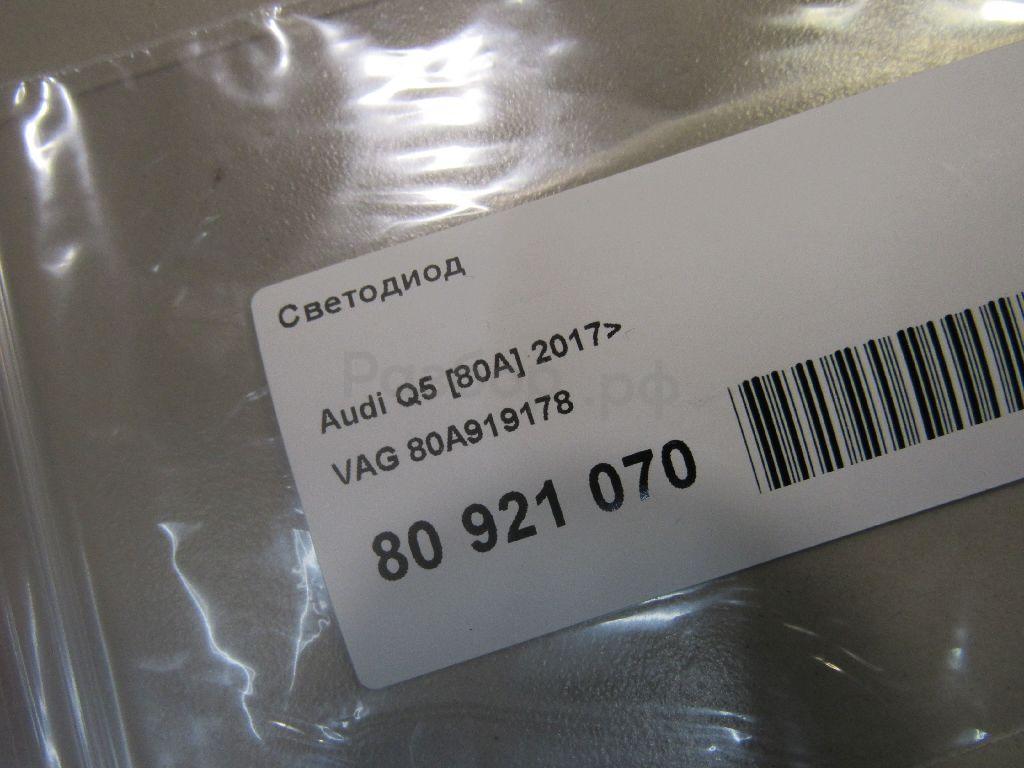 Светодиод
Audi Q5 [80A] 2017>
VAG 80A919178
80 921 070